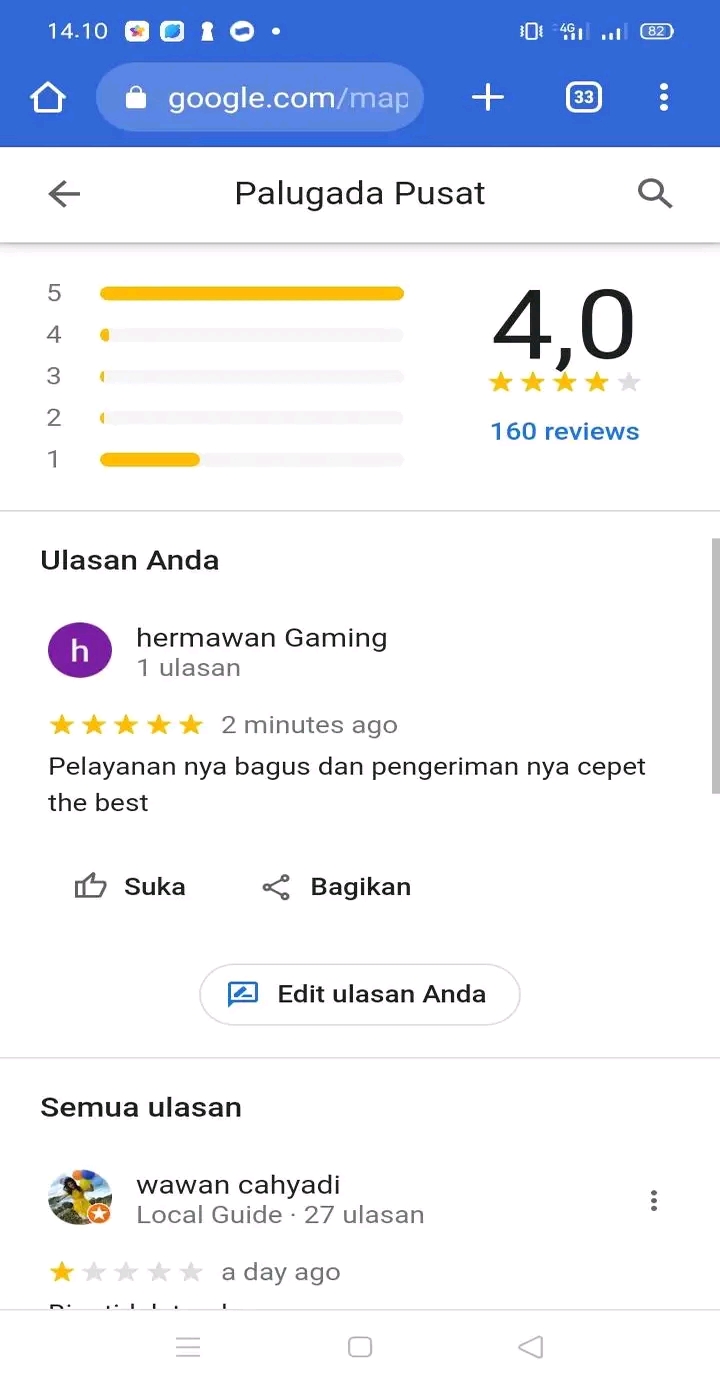 14.10
4G
82
google.com/map
33
Palugada Pusat
5
4
3
2
1
4,0
160 reviews
Ulasan Anda
h
hermawan Gaming
1 ulasan
2 minutes ago
Pelayanan nya bagus dan pengeriman nya cepet
the best
Suka
Bagikan
Edit ulasan Anda
Semua ulasan
wawan cahyadi
Local Guide · 27 ulasan
a day ago